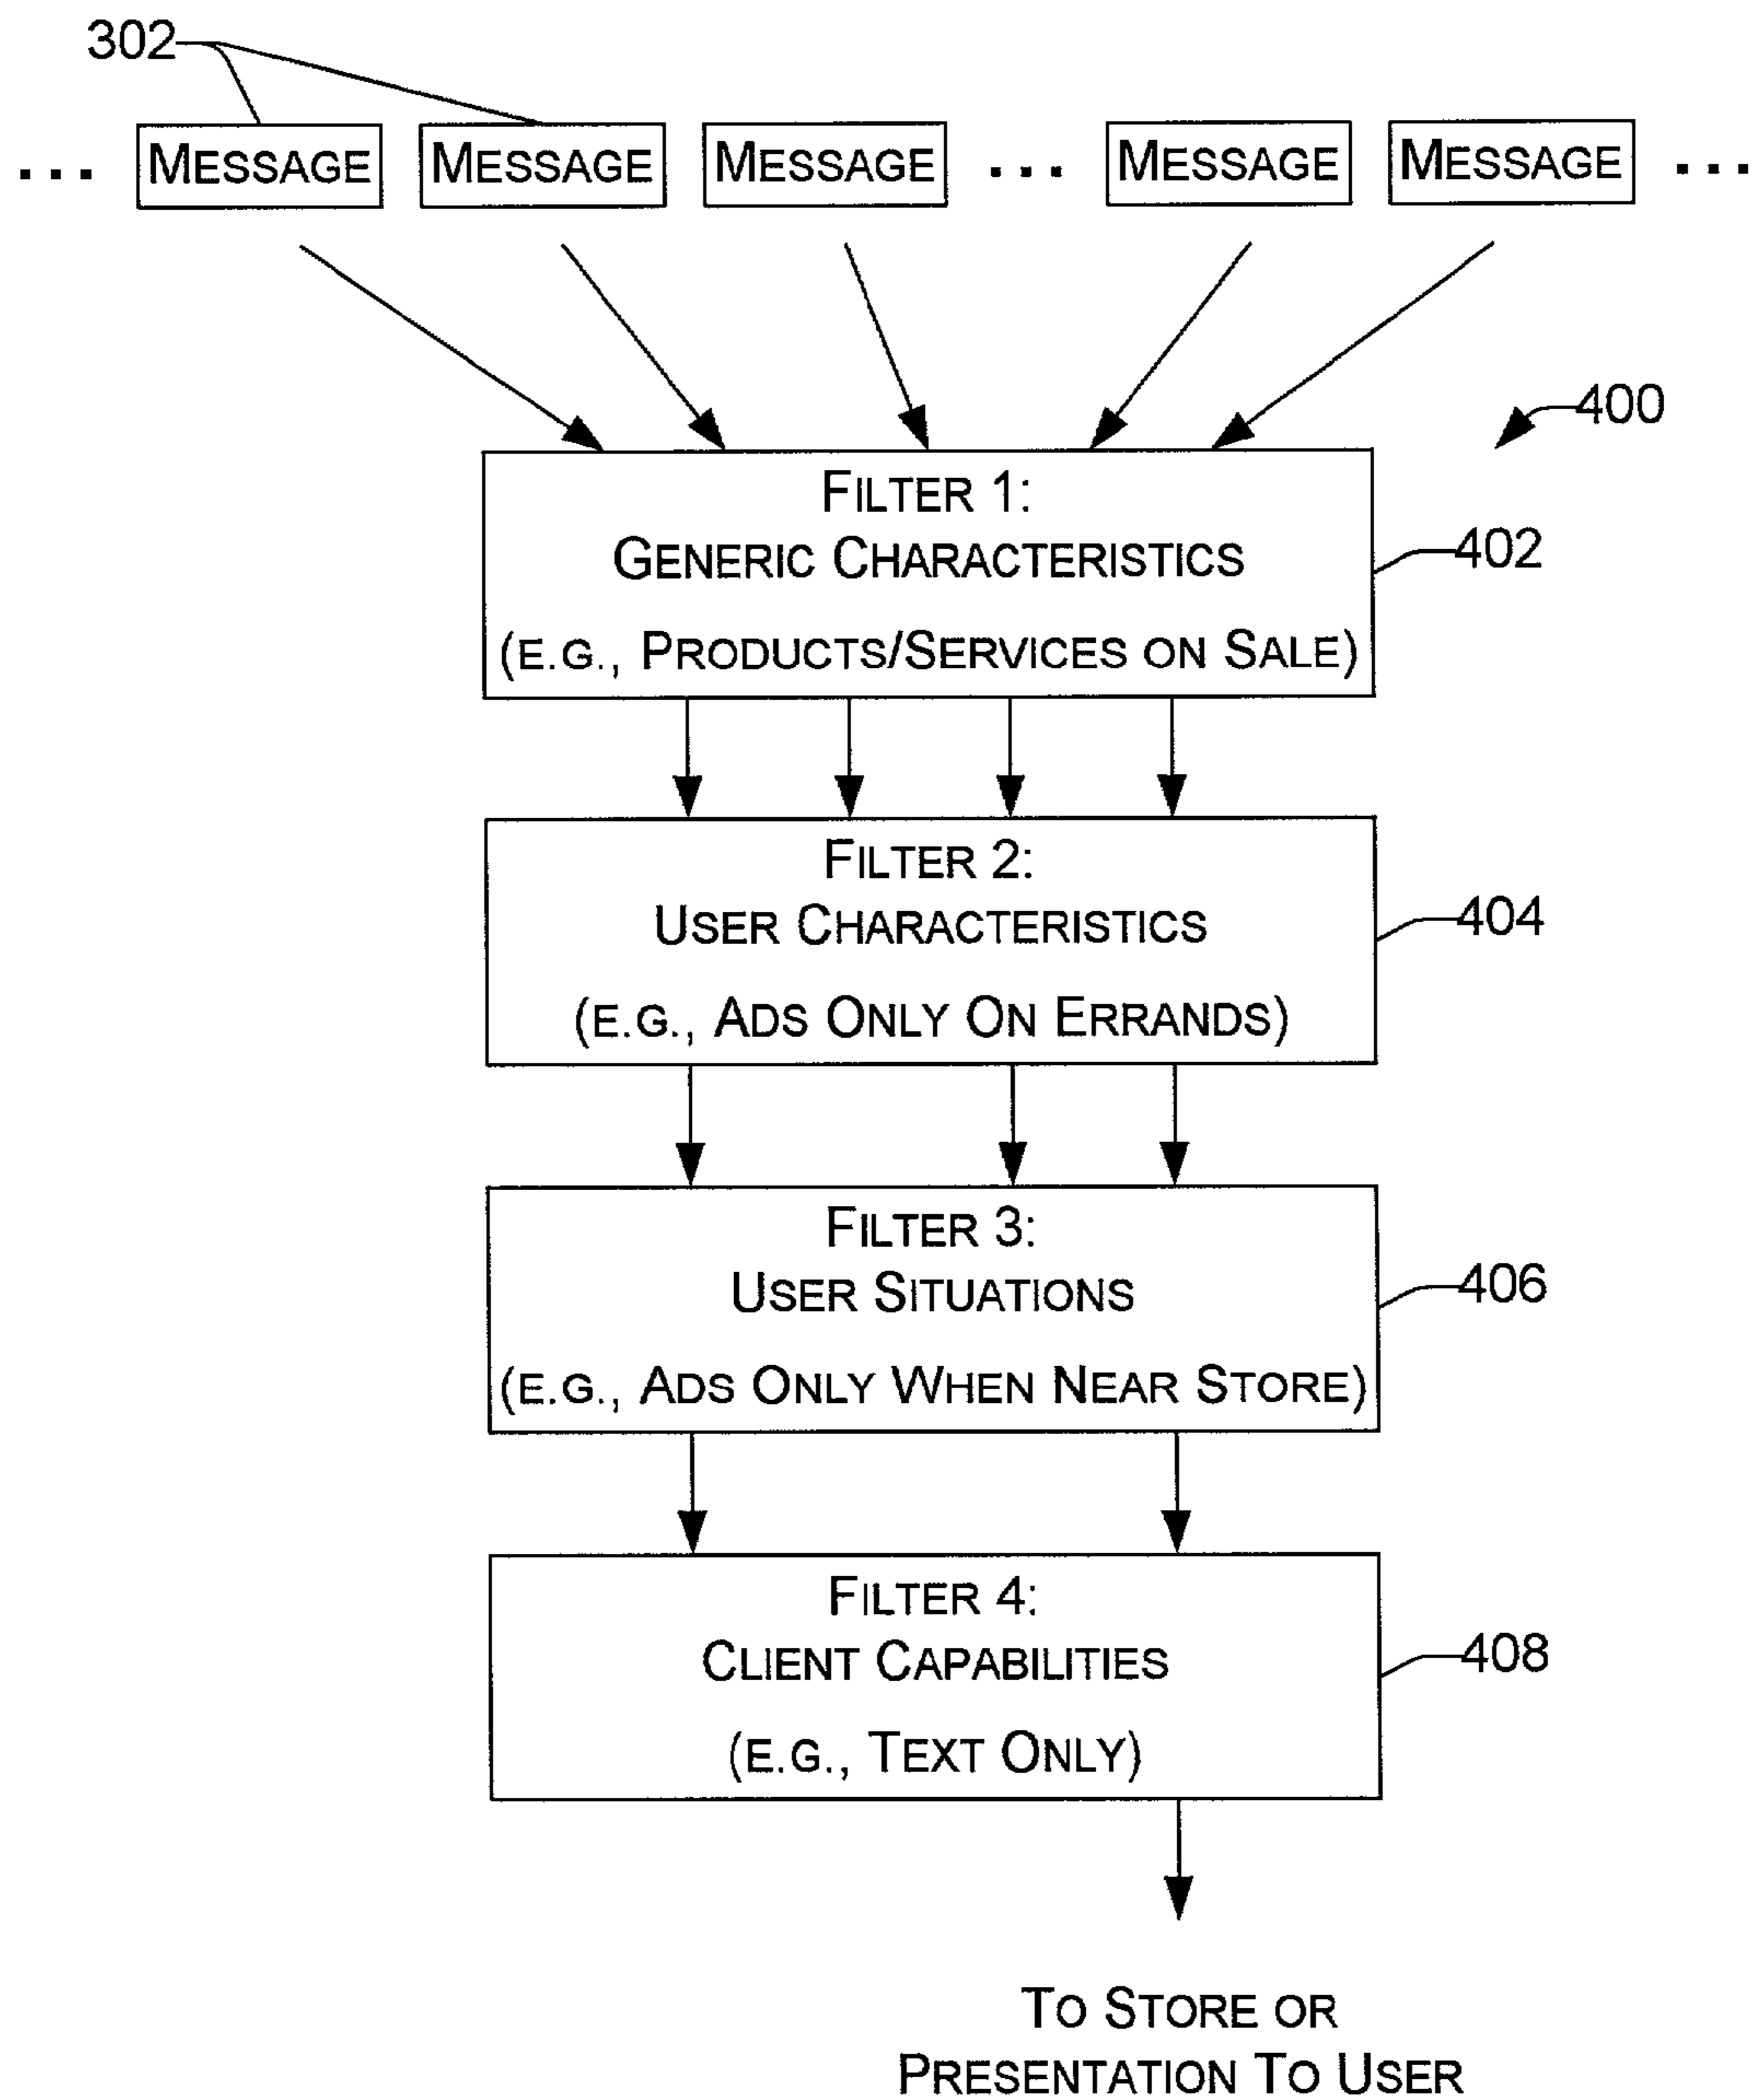 302
... MESSAGE MESSAGE MESSAGE ... MESSAGE MESSAGE ...
400
FILTER 1:
GENERIC CHARACTERISTICS
402
(E.G., PRODUCTS/SERVICES ON SALE)
FILTER 2:
USER CHARACTERISTICS
404
(E.G., ADS ONLY ON ERRANDS)
FILTER 3:
USER SITUATIONS
406
(E.G., ADS ONLY WHEN NEAR STORE)
FILTER 4:
CLIENT CAPABILITIES
408
(E.G., TEXT ONLY)
TO STORE OR
PRESENTATION TO USER